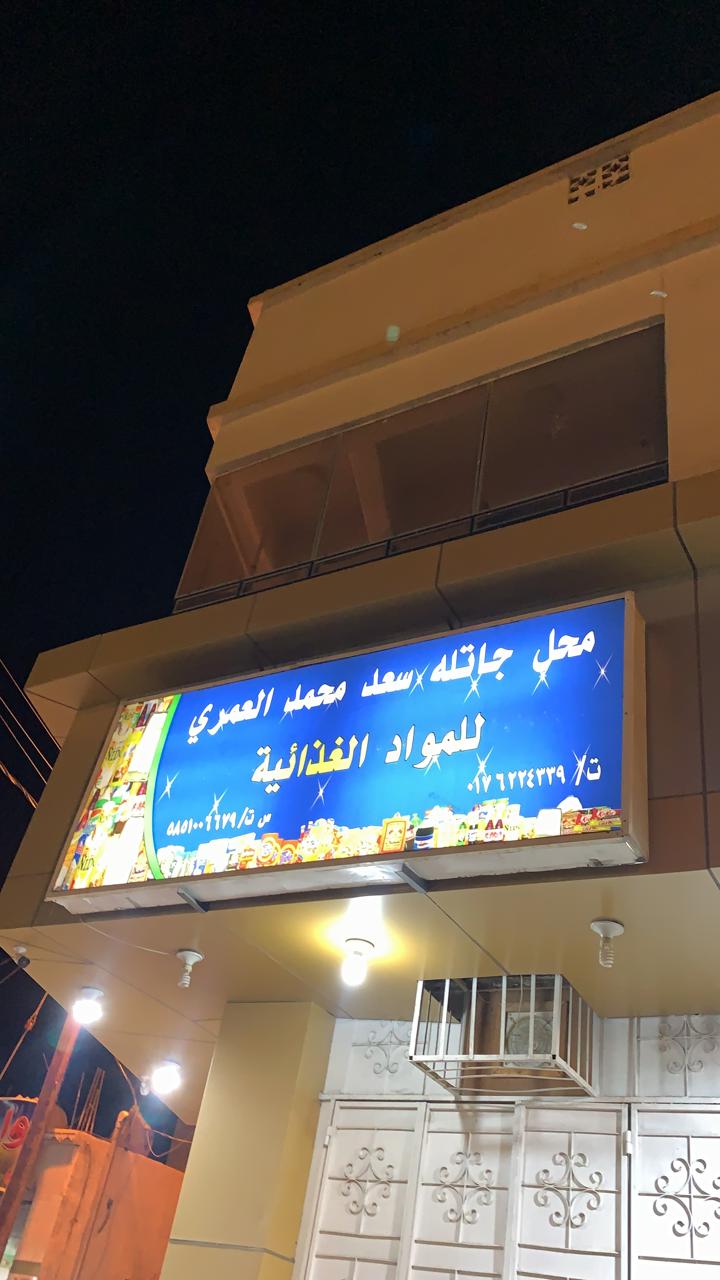 محل جاتله سعد محمد العمري
للمواد الغذائية
ت/ ٠١٧٦٢٢٤٣٣٩